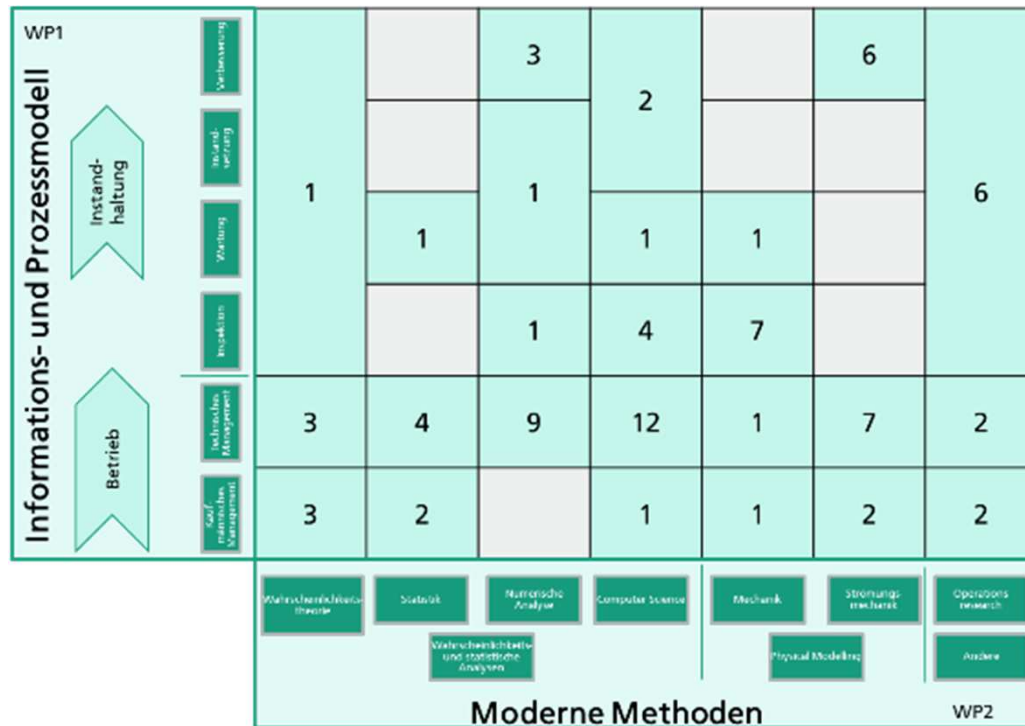 WP1
Informations- und Prozessmodell
Instand-
haltung
Betrieb
Verbesserung
Instand-
setzung
Wartung
Inspektion
Technisches
Management
Kauf-
männisches
Management
3 6
2
1 1 6
1 1 1
1 4 7
3 4 9 12 1 7 2
3 2 1 1 2 2
Wahrscheinlichkeits-
theorie
Statistik
Numerische
Analyse
Computer Science
Mechanik
Strömungs-
mechanik
Operations
research
Wahrscheinlichkeits-
und statistische
Analysen
Physical Modelling
Andere
Moderne Methoden
WP2